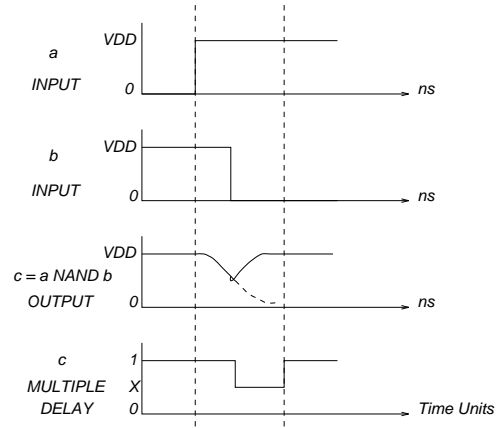 VDD
a
INPUT
0
ns
VDD
b
INPUT
0
ns
VDD
c = a NAND b
OUTPUT
0
ns
c
1
MULTIPLE
X
DELAY
0
Time Units